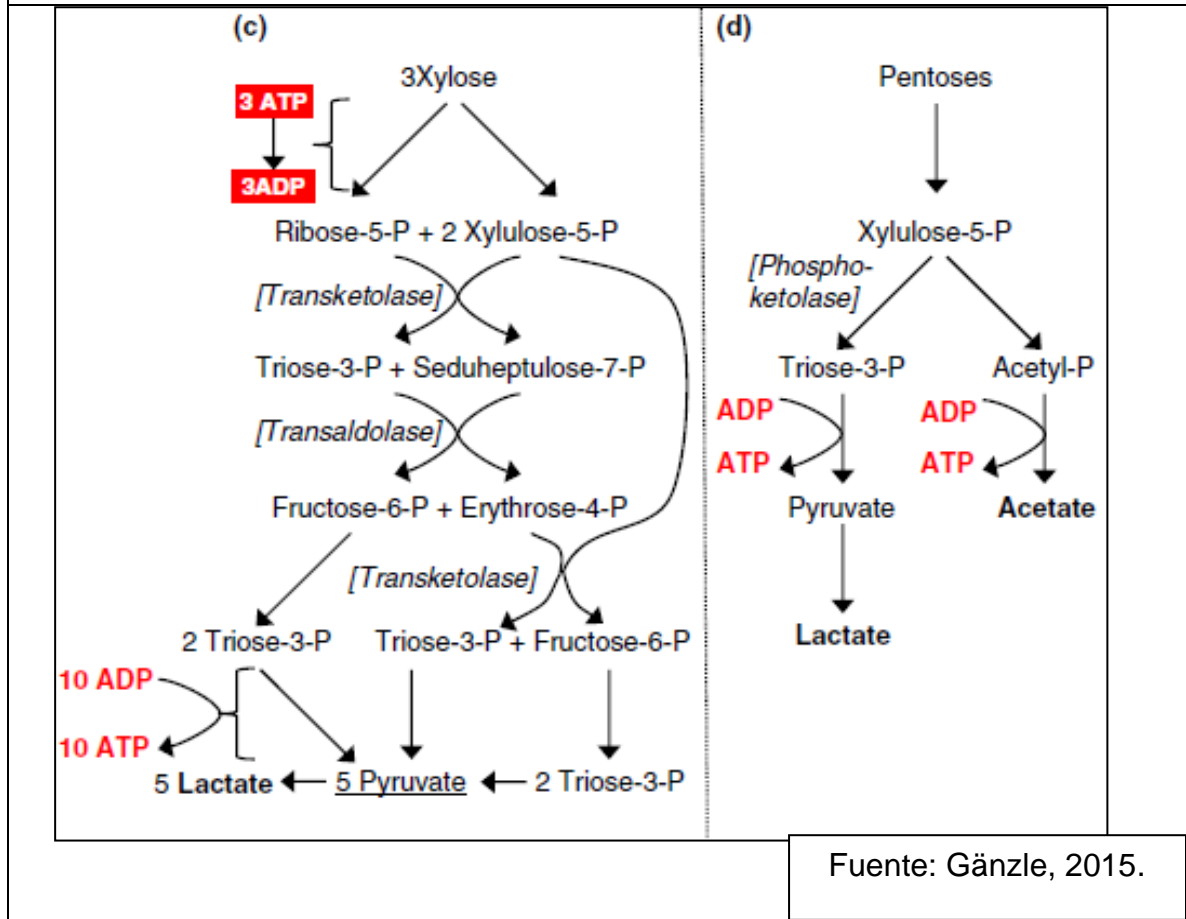 (c)
3Xylose
3 ATP
3ADP
Ribose-5-P + 2 Xylulose-5-P
[Transketolase]
Triose-3-P + Seduheptulose-7-P
[Transaldolase]
Fructose-6-P + Erythrose-4-P
[Transketolase]
2 Triose-3-P
Triose-3-P + Fructose-6-P
10 ADP
10 ATP
5 Lactate
5 Pyruvate
2 Triose-3-P
(d)
Pentoses
Xylulose-5-P
[Phospho-
ketolase]
Triose-3-P
Acetyl-P
ADP
ATP
ADP
ATP
Pyruvate
Acetate
Lactate
Fuente: Gänzle, 2015.